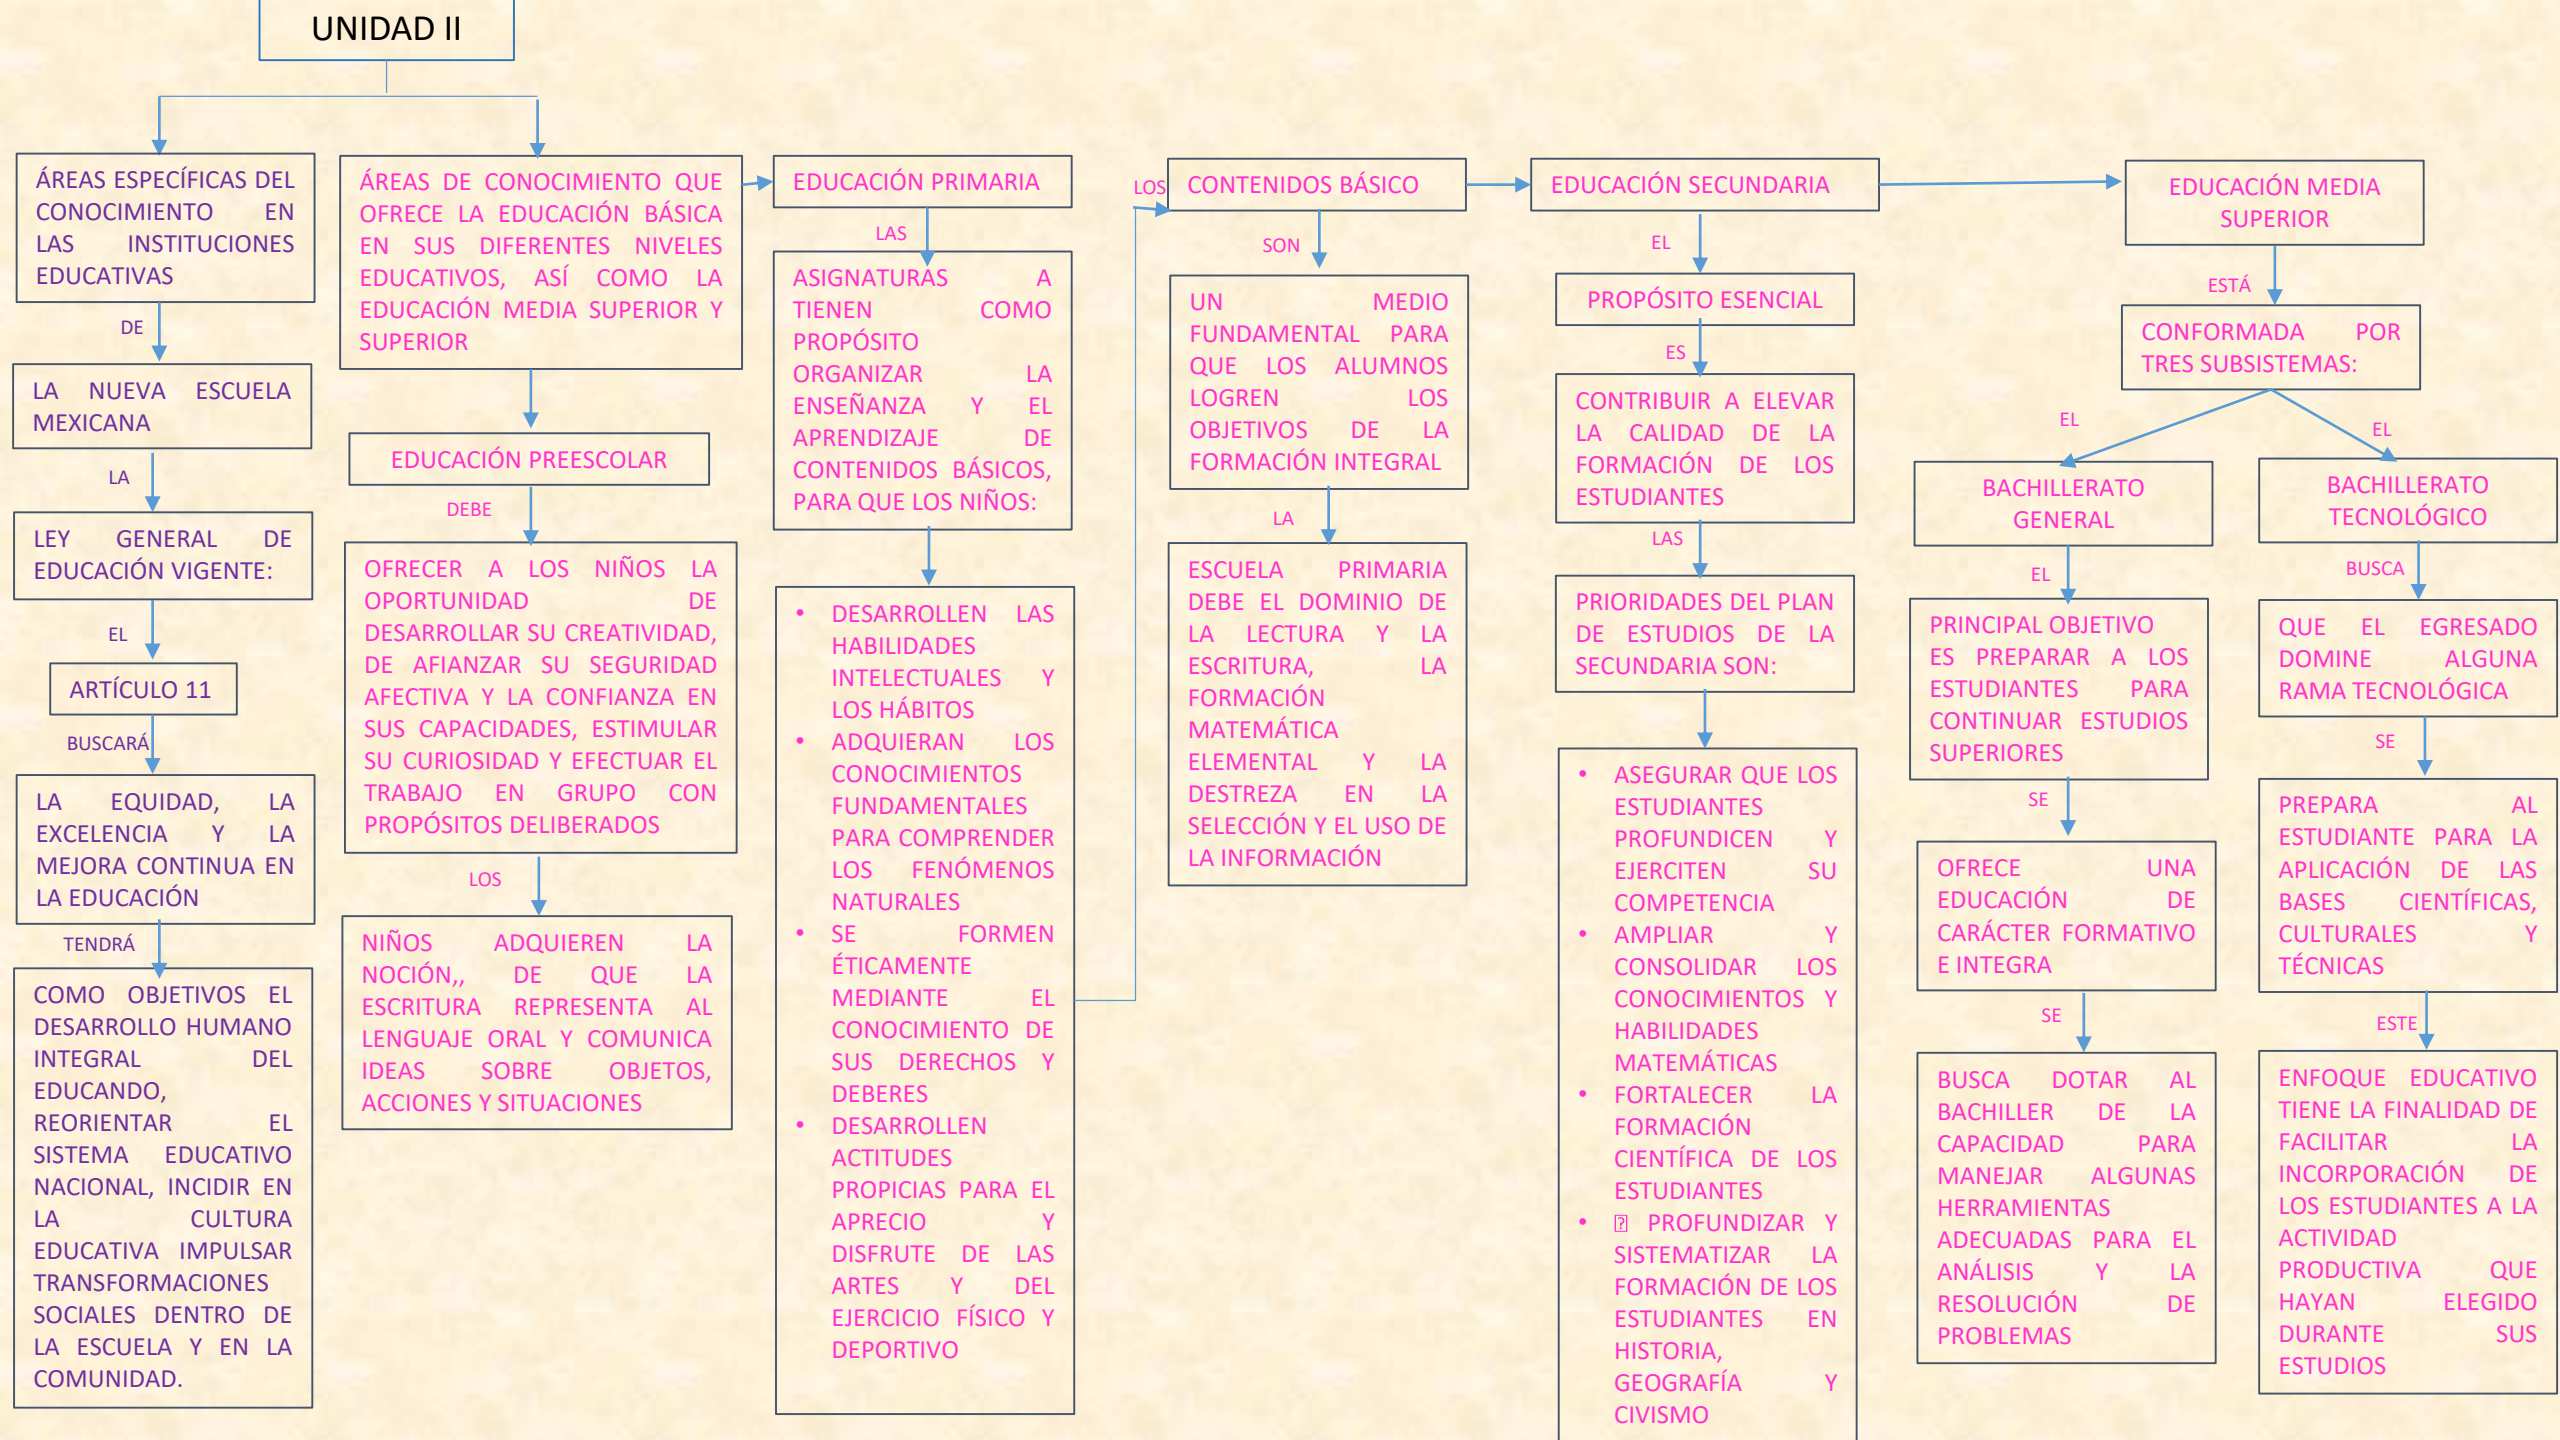 UNIDAD II
ÁREAS ESPECÍFICAS DEL
CONOCIMIENTO EN
LAS INSTITUCIONES
EDUCATIVAS
DE
LA NUEVA ESCUELA
MEXICANA
LA
LEY GENERAL DE
EDUCACIÓN VIGENTE:
EL
ARTÍCULO 11
BUSCARÁ
LA EQUIDAD, LA
EXCELENCIA Y LA
MEJORA CONTINUA EN
LA EDUCACIÓN
TENDRÁ
COMO OBJETIVOS EL
DESARROLLO HUMANO
INTEGRAL DEL
EDUCANDO,
REORIENTAR EL
SISTEMA EDUCATIVO
NACIONAL, INCIDIR EN
LA CULTURA
EDUCATIVA IMPULSAR
TRANSFORMACIONES
SOCIALES DENTRO DE
LA ESCUELA Y EN LA
COMUNIDAD.
ÁREAS DE CONOCIMIENTO QUE
OFRECE LA EDUCACIÓN BÁSICA
EN SUS DIFERENTES NIVELES
EDUCATIVOS, ASÍ COMO LA
EDUCACIÓN MEDIA SUPERIOR Y
SUPERIOR
EDUCACIÓN PREESCOLAR
DEBE
OFRECER A LOS NIÑOS LA
OPORTUNIDAD DE
DESARROLLAR SU CREATIVIDAD,
DE AFIANZAR SU SEGURIDAD
AFECTIVA Y LA CONFIANZA EN
SUS CAPACIDADES, ESTIMULAR
SU CURIOSIDAD Y EFECTUAR EL
TRABAJO EN GRUPO CON
PROPÓSITOS DELIBERADOS
LOS
NIÑOS ADQUIEREN LA
NOCIÓN,, DE QUE LA
ESCRITURA REPRESENTA AL
LENGUAJE ORAL Y COMUNICA
IDEAS SOBRE OBJETOS,
ACCIONES Y SITUACIONES
EDUCACIÓN PRIMARIA
LAS
ASIGNATURAS A
TIENEN COMO
PROPÓSITO
ORGANIZAR LA
ENSEÑANZA Y EL
APRENDIZAJE DE
CONTENIDOS BÁSICOS,
PARA QUE LOS NIÑOS:
• DESARROLLEN LAS
HABILIDADES
INTELECTUALES Y
LOS HÁBITOS
• ADQUIERAN LOS
CONOCIMIENTOS
FUNDAMENTALES
PARA COMPRENDER
LOS FENÓMENOS
NATURALES
• SE FORMEN
ÉTICAMENTE
MEDIANTE EL
CONOCIMIENTO DE
SUS DERECHOS Y
DEBERES
• DESARROLLEN
ACTITUDES
PROPICIAS PARA EL
APRECIO Y
DISFRUTE DE LAS
ARTES Y DEL
EJERCICIO FÍSICO Y
DEPORTIVO
LOS
CONTENIDOS BÁSICO
SON
UN MEDIO
FUNDAMENTAL PARA
QUE LOS ALUMNOS
LOGREN LOS
OBJETIVOS DE LA
FORMACIÓN INTEGRAL
LA
ESCUELA PRIMARIA
DEBE EL DOMINIO DE
LA LECTURA Y LA
ESCRITURA, LA
FORMACIÓN
MATEMÁTICA
ELEMENTAL Y LA
DESTREZA EN LA
SELECCIÓN Y EL USO DE
LA INFORMACIÓN
EDUCACIÓN SECUNDARIA
EL
PROPÓSITO ESENCIAL
ES
CONTRIBUIR A ELEVAR
LA CALIDAD DE LA
FORMACIÓN DE LOS
ESTUDIANTES
LAS
PRIORIDADES DEL PLAN
DE ESTUDIOS DE LA
SECUNDARIA SON:
• ASEGURAR QUE LOS
ESTUDIANTES
PROFUNDICEN Y
EJERCITEN SU
COMPETENCIA
• AMPLIAR Y
CONSOLIDAR LOS
CONOCIMIENTOS Y
HABILIDADES
MATEMÁTICAS
• FORTALECER LA
FORMACIÓN
CIENTÍFICA DE LOS
ESTUDIANTES
• PROFUNDIZAR Y
SISTEMATIZAR LA
FORMACIÓN DE LOS
ESTUDIANTES EN
HISTORIA,
GEOGRAFÍA Y
CIVISMO
EDUCACIÓN MEDIA
SUPERIOR
ESTÁ
CONFORMADA POR
TRES SUBSISTEMAS:
EL
BACHILLERATO
GENERAL
EL
PRINCIPAL OBJETIVO
ES PREPARAR A LOS
ESTUDIANTES PARA
CONTINUAR ESTUDIOS
SUPERIORES
SE
OFRECE UNA
EDUCACIÓN DE
CARÁCTER FORMATIVO
E INTEGRA
SE
BUSCA DOTAR AL
BACHILLER DE LA
CAPACIDAD PARA
MANEJAR ALGUNAS
HERRAMIENTAS
ADECUADAS PARA EL
ANÁLISIS Y LA
RESOLUCIÓN DE
PROBLEMAS
EL
BACHILLERATO
TECNOLÓGICO
BUSCA
QUE EL EGRESADO
DOMINE ALGUNA
RAMA TECNOLÓGICA
SE
PREPARA AL
ESTUDIANTE PARA LA
APLICACIÓN DE LAS
BASES CIENTÍFICAS,
CULTURALES Y
TÉCNICAS
ESTE
ENFOQUE EDUCATIVO
TIENE LA FINALIDAD DE
FACILITAR LA
INCORPORACIÓN DE
LOS ESTUDIANTES A LA
ACTIVIDAD
PRODUCTIVA QUE
HAYAN ELEGIDO
DURANTE SUS
ESTUDIOS